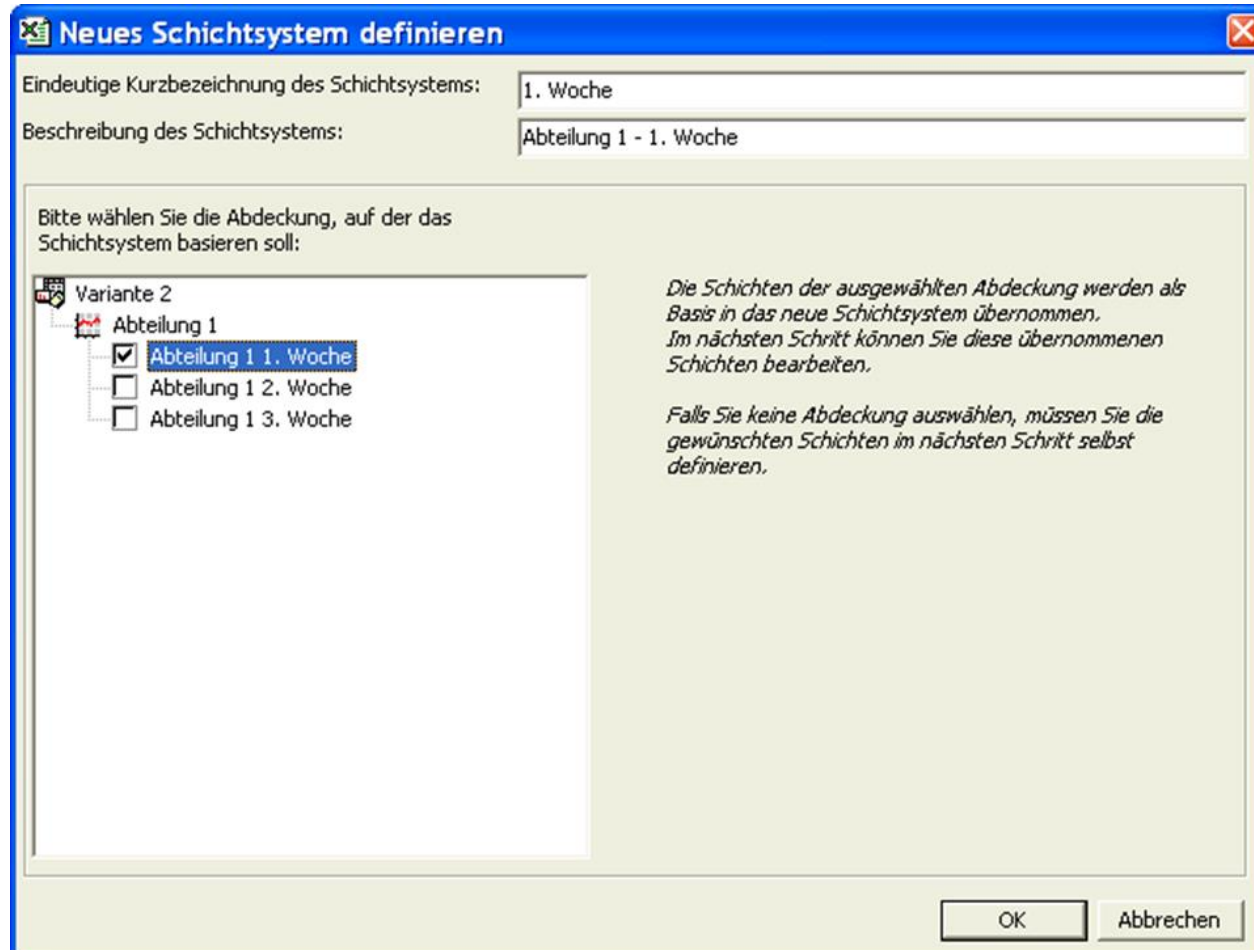 Neues Schichtsystem definieren
Eindeutige Kurzbezeichnung des Schichtsystems:
1. Woche
Beschreibung des Schichtsystems:
Abteilung 1 - 1. Woche
Bitte wählen Sie die Abdeckung, auf der das
Schichtsystem basieren soll:
Variante 2
Abteilung 1
Abteilung 1 1. Woche
Abteilung 1 2. Woche
Abteilung 1 3. Woche
Die Schichten der ausgewählten Abdeckung werden als
Basis in das neue Schichtsystem übernommen.
Im nächsten Schritt können Sie diese übernommenen
Schichten bearbeiten.
Falls Sie keine Abdeckung auswählen, müssen Sie die
gewünschten Schichten im nächsten Schritt selbst
definieren.
OK
Abbrechen